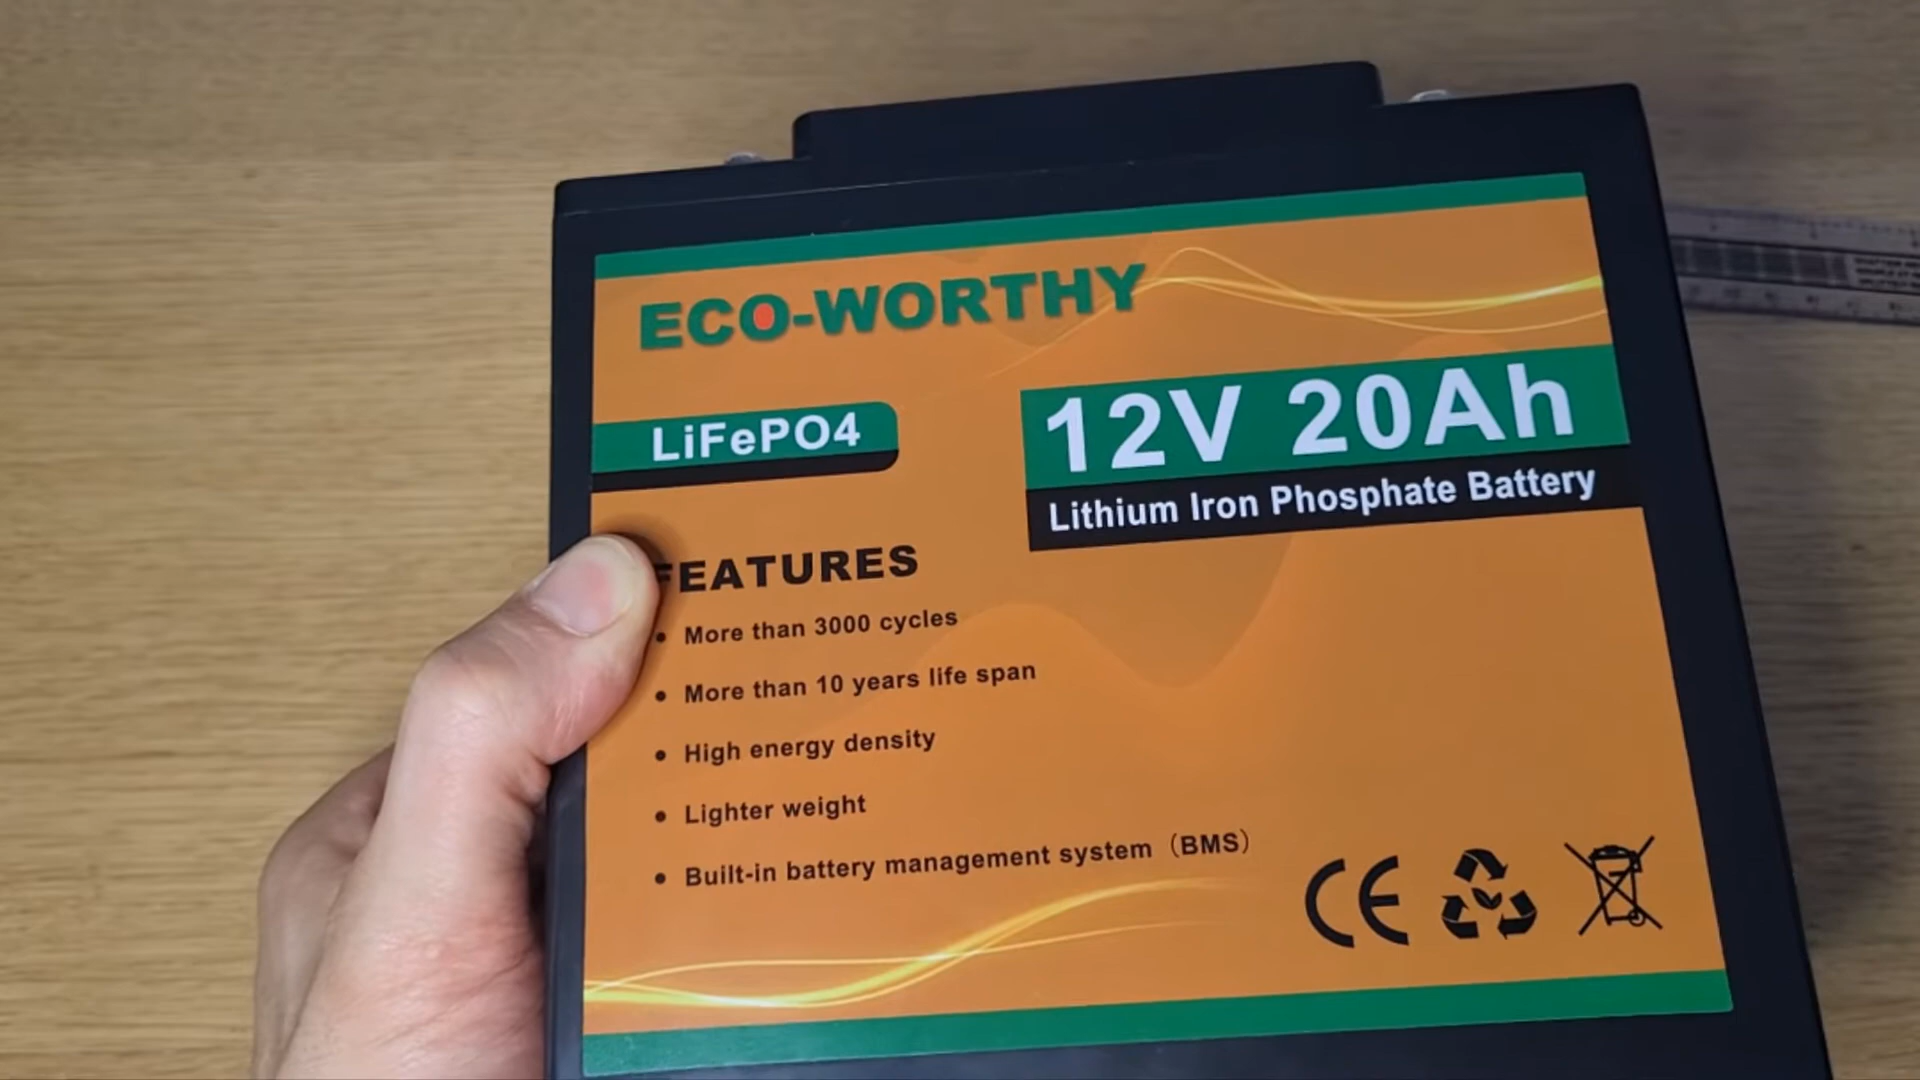 ECO-WORTHY
LiFePO4
12V 20Ah
Lithium Iron Phosphate Battery
FEATURES
• More than 3000 cycles
• More than 10 years life span
• High energy density
• Lighter weight
• Built-in battery management system（BMS）
CE